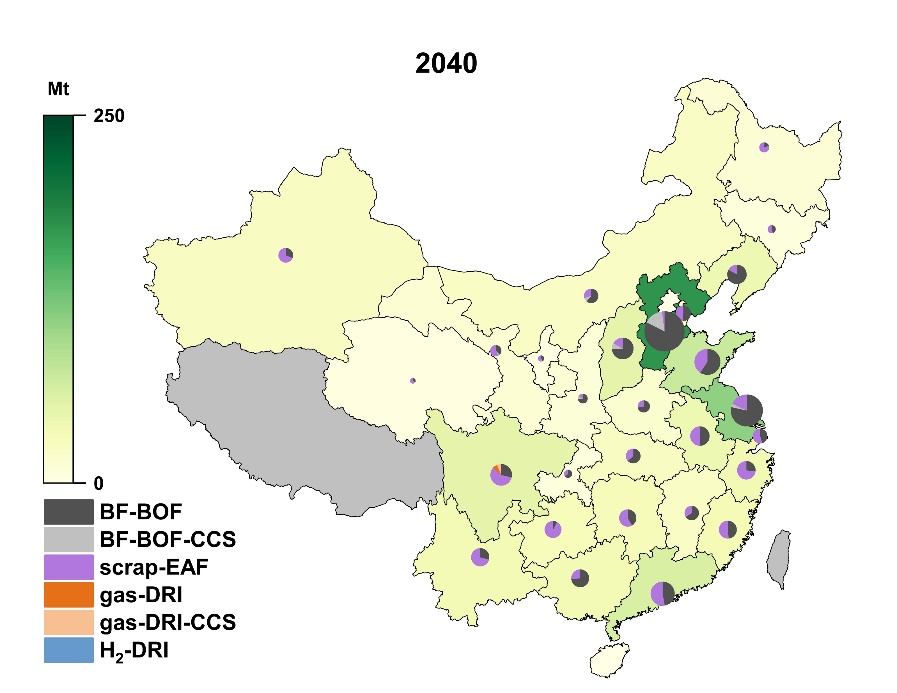 2040
Mt
250
0
BF-BOF
BF-BOF-CCS
scrap-EAF
gas-DRI
gas-DRI-CCS
H₂-DRI